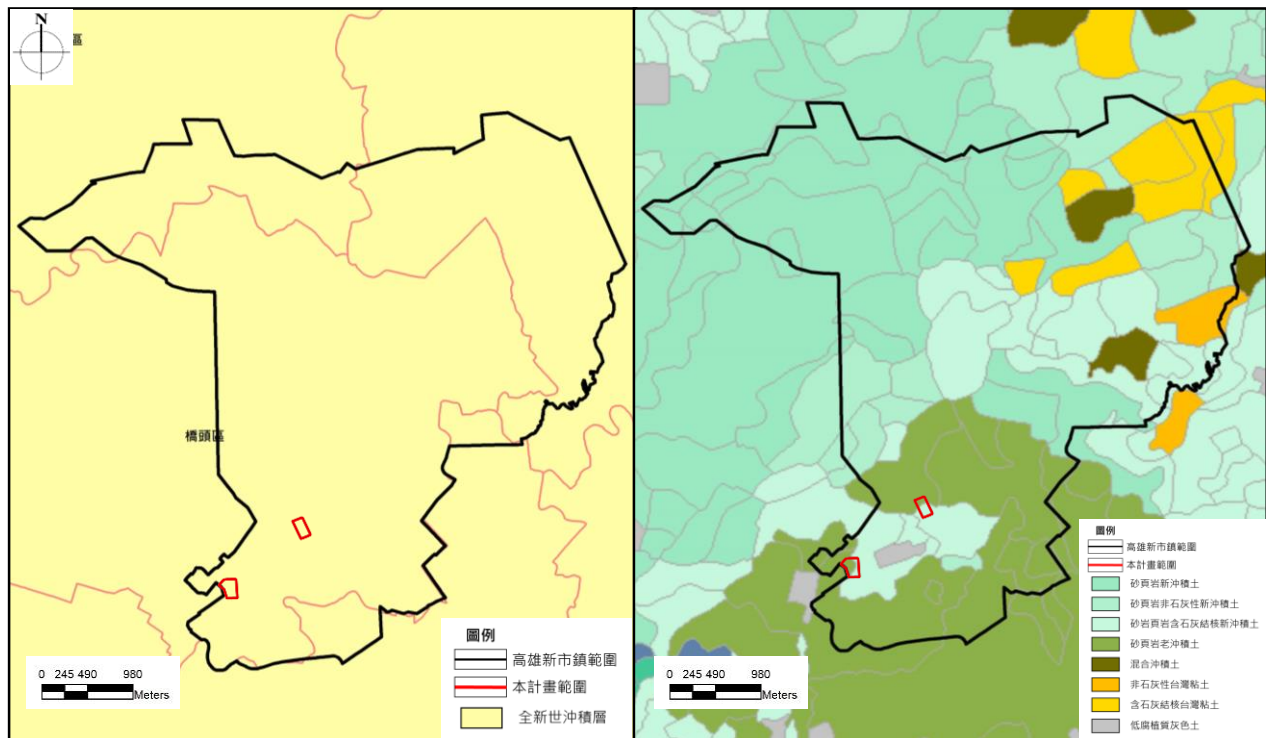 N
區
橋頭區
0 245 490 980
Meters
圖例
高雄新市鎮範圍
本計畫範圍
全新世沖積層
0 245 490 980
Meters
圖例
高雄新市鎮範圍
本計畫範圍
砂頁岩新沖積土
砂頁岩非石灰性新沖積土
砂岩頁岩含石灰結核新沖積土
砂頁岩老沖積土
混合沖積土
非石灰性台灣粘土
含石灰結核台灣粘土
低腐植質灰色土